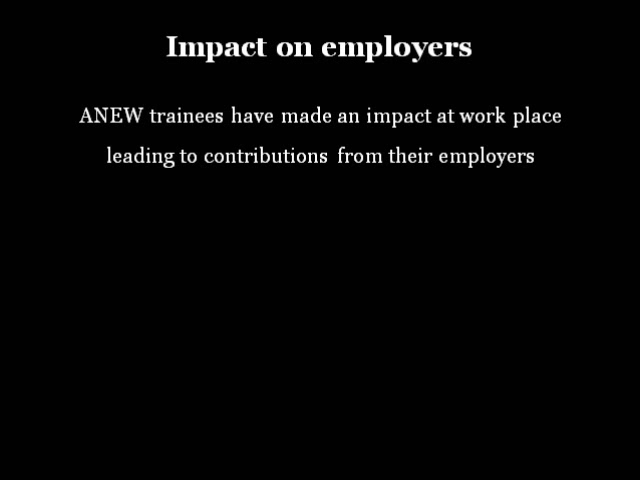 Impact on employers
ANEW trainees have made an impact at work place
leading to contributions from their employers